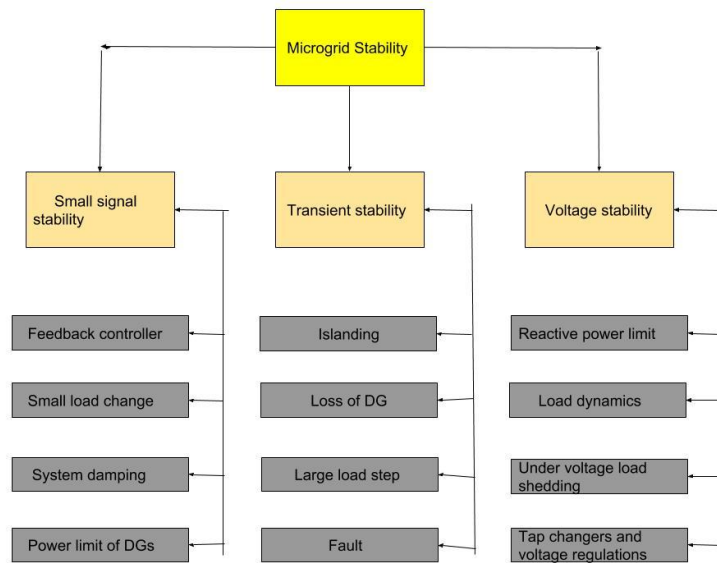 Microgrid Stability
Small signal
stability
Transient stability
Voltage stability
Feedback controller
Islanding
Reactive power limit
Small load change
Loss of DG
Load dynamics
System damping
Large load step
Under voltage load
shedding
Power limit of DGs
Fault
Tap changers and
voltage regulations